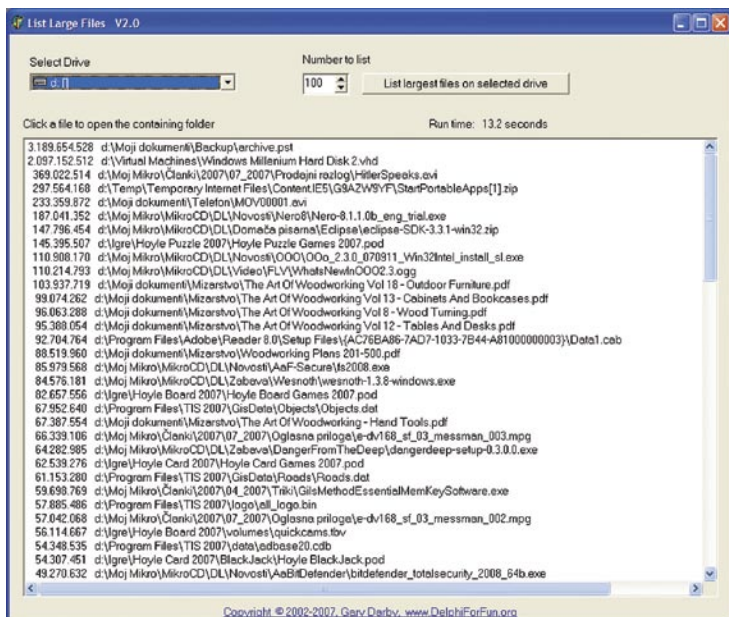 List Large Files V2.0
Select Drive
Number to list
d: []
100
List largest files on selected drive
Click a file to open the containing folder
Run time: 13.2 seconds
3.189.654.528 d:\Moji dokumenti\Backup\archive.pst
2.097.152.512 d:\Virtual Machines\Windows Millenium Hard Disk 2.vhd
369.022.514 d:\Moj Mikro\Članki\2007\07_2007\Prodajni razlog\HitlerSpeaks.avi
297.564.168 d:\Temp\Temporary Internet Files\Content.IE5\G9AZW9YF\StartPortableApps[1].zip
233.359.872 d:\Moji dokumenti\Telefon\MOV00001.avi
187.041.352 d:\Moj Mikro\MikroCD\DL\Novosti\Nero8\Nero-8.1.1.0b_eng_trial.exe
147.796.454 d:\Moj Mikro\MikroCD\DL\Domača pisarna\Eclipse\eclipse-SDK-3.3.1-win32.zip
145.395.507 d:\Igre\Hoyle Puzzle 2007\Hoyle Puzzle Games 2007.pod
110.908.170 d:\Moj Mikro\MikroCD\DL\Novosti\OOO\OOo_2.3.0_070911_Win32Intel_install_sl.exe
110.214.793 d:\Moj Mikro\MikroCD\DL\Video\FLV\WhatsNewInOOO2.3.ogg
103.937.719 d:\Moji dokumenti\Mizarstvo\The Art Of Woodworking Vol 18 - Outdoor Furniture.pdf
99.074.262 d:\Moji dokumenti\Mizarstvo\The Art Of Woodworking Vol 13 - Cabinets And Bookcases.pdf
96.063.288 d:\Moji dokumenti\Mizarstvo\The Art Of Woodworking Vol 8 - Wood Turning.pdf
95.388.054 d:\Moji dokumenti\Mizarstvo\The Art Of Woodworking Vol 12 - Tables And Desks.pdf
92.704.764 d:\Program Files\Adobe\Reader 8.0\Setup Files\{AC76BA86-7AD7-1033-7B44-A81000000003}\Data1.cab
88.519.960 d:\Moji dokumenti\Mizarstvo\Woodworking Plans 201-500.pdf
85.979.568 d:\Moj Mikro\MikroCD\DL\Novosti\AaF-Secure\fs2008.exe
84.576.181 d:\Moj Mikro\MikroCD\DL\Zabava\Wesnoth\wesnoth-1.3.8-windows.exe
82.657.556 d:\Igre\Hoyle Board 2007\Hoyle Board Games 2007.pod
67.952.640 d:\Program Files\TIS 2007\GisData\Objects\Objects.dat
67.387.554 d:\Moji dokumenti\Mizarstvo\The Art Of Woodworking - Hand Tools.pdf
66.339.106 d:\Moj Mikro\Članki\2007\07_2007\Oglasna priloga\e-dv168_sf_03_messman_003.mpg
64.282.985 d:\Moj Mikro\MikroCD\DL\Zabava\DangerFromTheDeep\dangerdeep-setup-0.3.0.0.exe
62.539.276 d:\Igre\Hoyle Card 2007\Hoyle Card Games 2007.pod
61.153.280 d:\Program Files\TIS 2007\GisData\Roads\Roads.dat
59.698.769 d:\Moj Mikro\Članki\2007\04_2007\Triki\GilsMethodEssentialMemKeySoftware.exe
57.885.486 d:\Program Files\TIS 2007\logo\all_logo.bin
57.042.068 d:\Moj Mikro\Članki\2007\07_2007\Oglasna priloga\e-dv168_sf_03_messman_002.mpg
56.114.667 d:\Igre\Hoyle Board 2007\volumes\quickcams.tbv
54.348.535 d:\Program Files\TIS 2007\data\adbase20.cdb
54.307.451 d:\Igre\Hoyle Card 2007\BlackJack\Hoyle BlackJack.pod
49.270.632 d:\Moj Mikro\MikroCD\DL\Novosti\AaBitDefender\bitdefender_totalsecurity_2008_64b.exe
Copyright © 2002-2007, Gary Darby, www.DelphiForFun.org